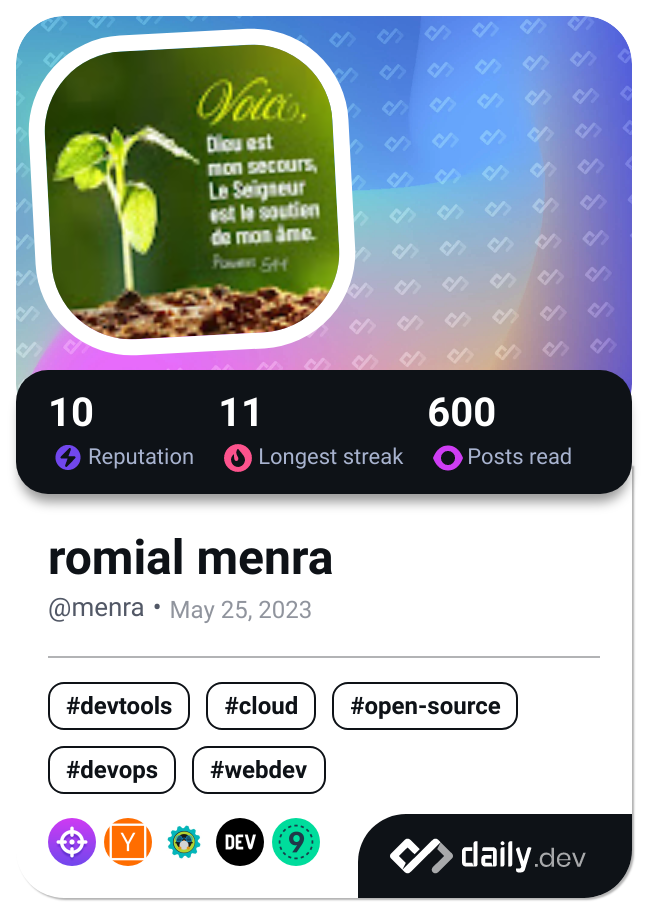 Voici,
Dieu est
mon secours,
Le Seigneur
est le soutien
de mon âme.
Psaumes 54:4
10
11
600
Reputation
Longest streak
Posts read
romial menra
@menra • May 25, 2023
#devtools
#cloud
#open-source
#devops
#webdev
Y
DEV
9
daily.dev